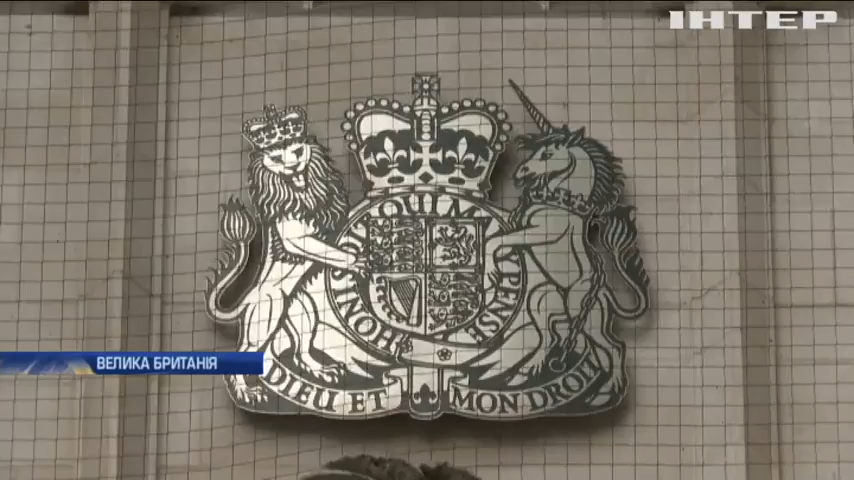 ІНТЕР
HONI SOIT QUI MAL Y PENSE
ВЕЛИКА БРИТАНІЯ
DIEU ET MON DROIT